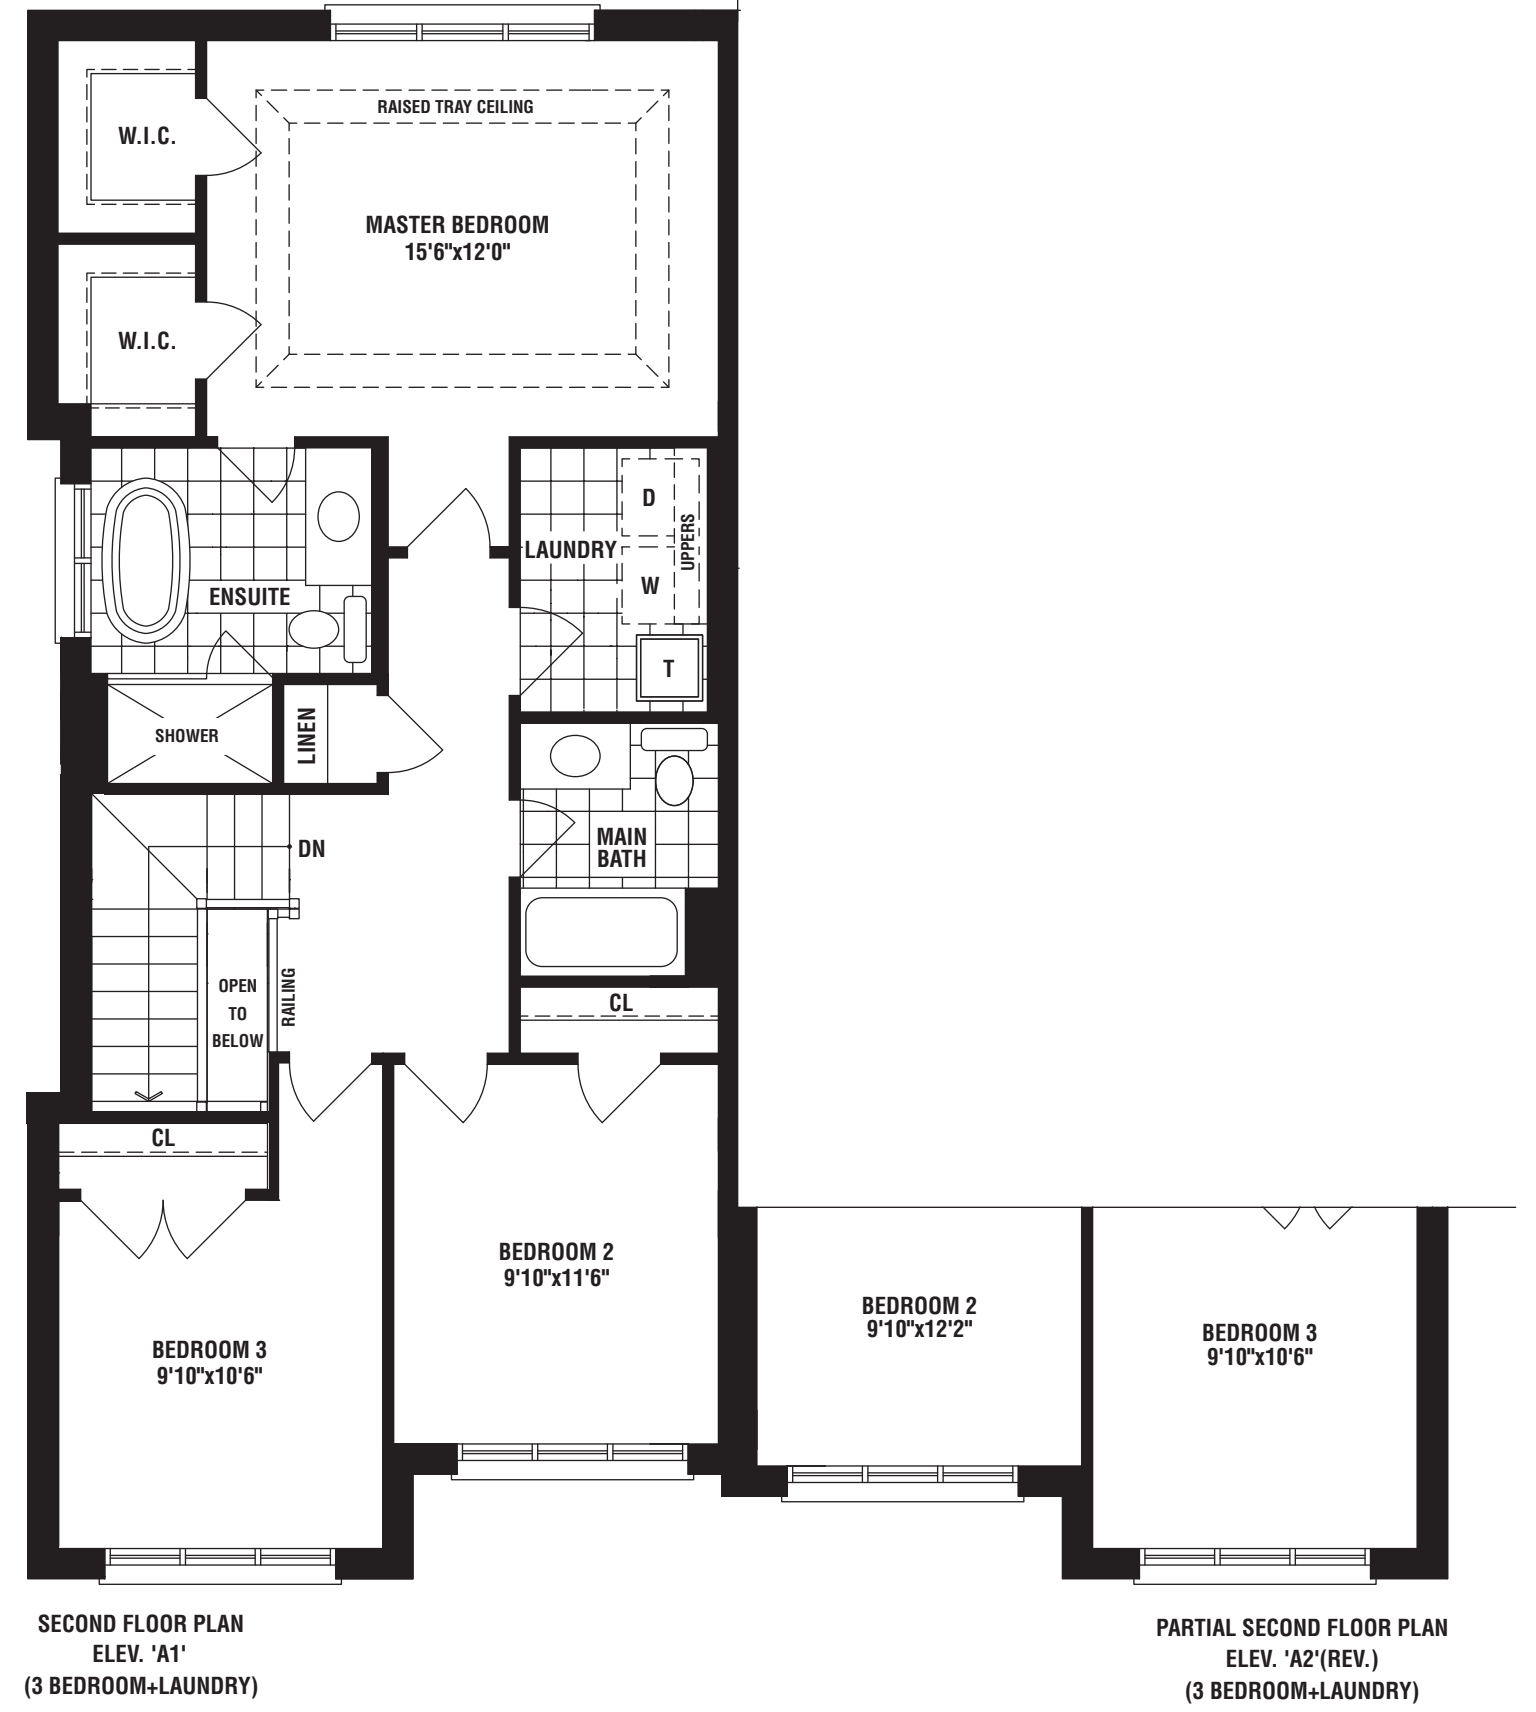 RAISED TRAY CEILING
W.I.C.
MASTER BEDROOM
15'6"x12'0"
W.I.C.
D
UPPERS
LAUNDRY
W
ENSUITE
T
LINEN
SHOWER
MAIN
BATH
DN
OPEN
TO
BELOW
RAILING
CL
CL
BEDROOM 2
9'10"x11'6"
BEDROOM 3
9'10"x10'6"
BEDROOM 2
9'10"x12'2"
BEDROOM 3
9'10"x10'6"
SECOND FLOOR PLAN
ELEV. 'A1'
(3 BEDROOM+LAUNDRY)
PARTIAL SECOND FLOOR PLAN
ELEV. 'A2'(REV.)
(3 BEDROOM+LAUNDRY)